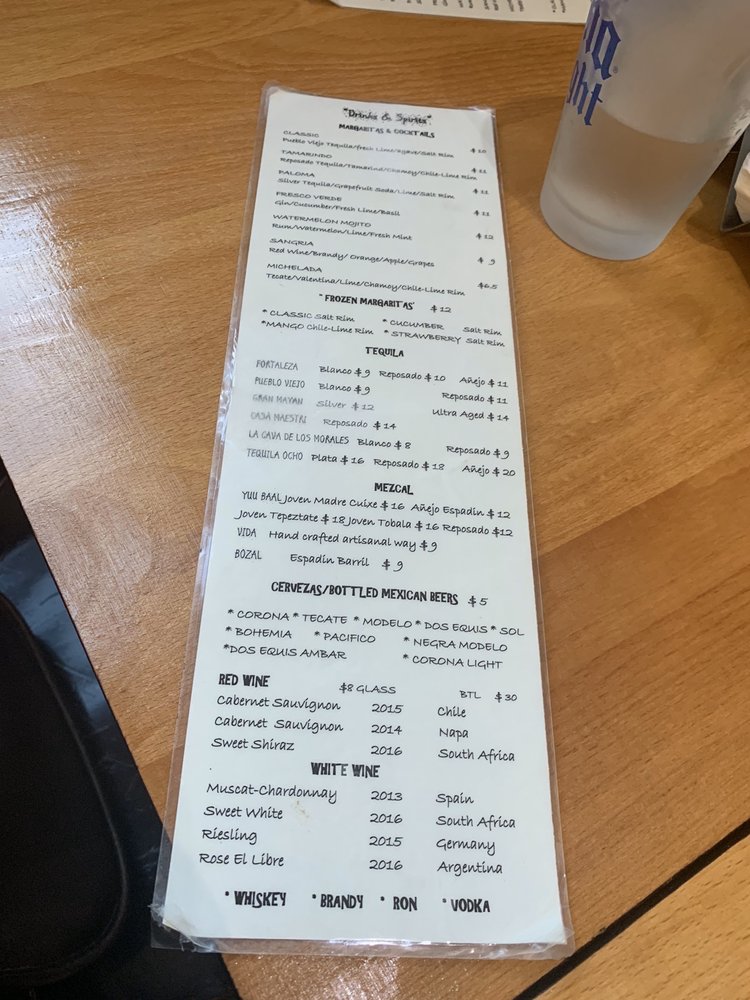 *Drinks & Spirits*
MARGARITAS & COCKTAILS
CLASSIC
Pueblo Viejo Tequila/fresh Lime/agave/Salt Rim $10
TAMARINDO
Reposado Tequila/Tamarind/Chamoy/Chile-Lime Rim $11
PALOMA
Silver Tequila/Grapefruit Soda/Lime/Salt Rim $11
FRESCO VERDE
Gin/Cucumber/Fresh Lime/Basil $11
WATERMELON MOJITO
Rum/Watermelon/Lime/Fresh Mint $12
SANGRIA
Red Wine/Brandy/ Orange/Apple/Grapes $ 9
MICHELADA
Tecate/Valentina/Lime/Chamoy/Chile-Lime Rim $6.5
"FROZEN MARGARITAS" $12
* CLASSIC Salt Rim * CUCUMBER Salt Rim
*MANGO Chile-Lime Rim * STRAWBERRY Salt Rim
TEQUILA
FORTALEZA Blanco $9 Reposado $10 Añejo $11
PUEBLO VIEJO Blanco $9 Reposado $11
GRAN MAYAN Silver $12 Ultra Aged $14
CASA MAESTRI Reposado $14
LA CAVA DE LOS MORALES Blanco $8 Reposado $9
TEQUILA OCHO Plata $16 Reposado $18 Añejo $20
MEZCAL
YUU BAAL Joven Madre Cuixe $16 Añejo Espadin $12
Joven Tepeztate $18 Joven Tobala $16 Reposado $12
VIDA Hand crafted artisanal way $9
BOZAL Espadin Barril $9
CERVEZAS/BOTTLED MEXICAN BEERS $5
* CORONA * TECATE * MODELO * DOS EQUIS * SOL
* BOHEMIA * PACIFICO * NEGRA MODELO
*DOS EQUIS AMBAR * CORONA LIGHT
RED WINE $8 GLASS BTL $30
Cabernet Sauvignon 2015 Chile
Cabernet Sauvignon 2014 Napa
Sweet Shiraz 2016 South Africa
WHITE WINE
Muscat-Chardonnay 2013 Spain
Sweet White 2016 South Africa
Riesling 2015 Germany
Rose El Libre 2016 Argentina
* WHISKEY * BRANDY * RON * VODKA